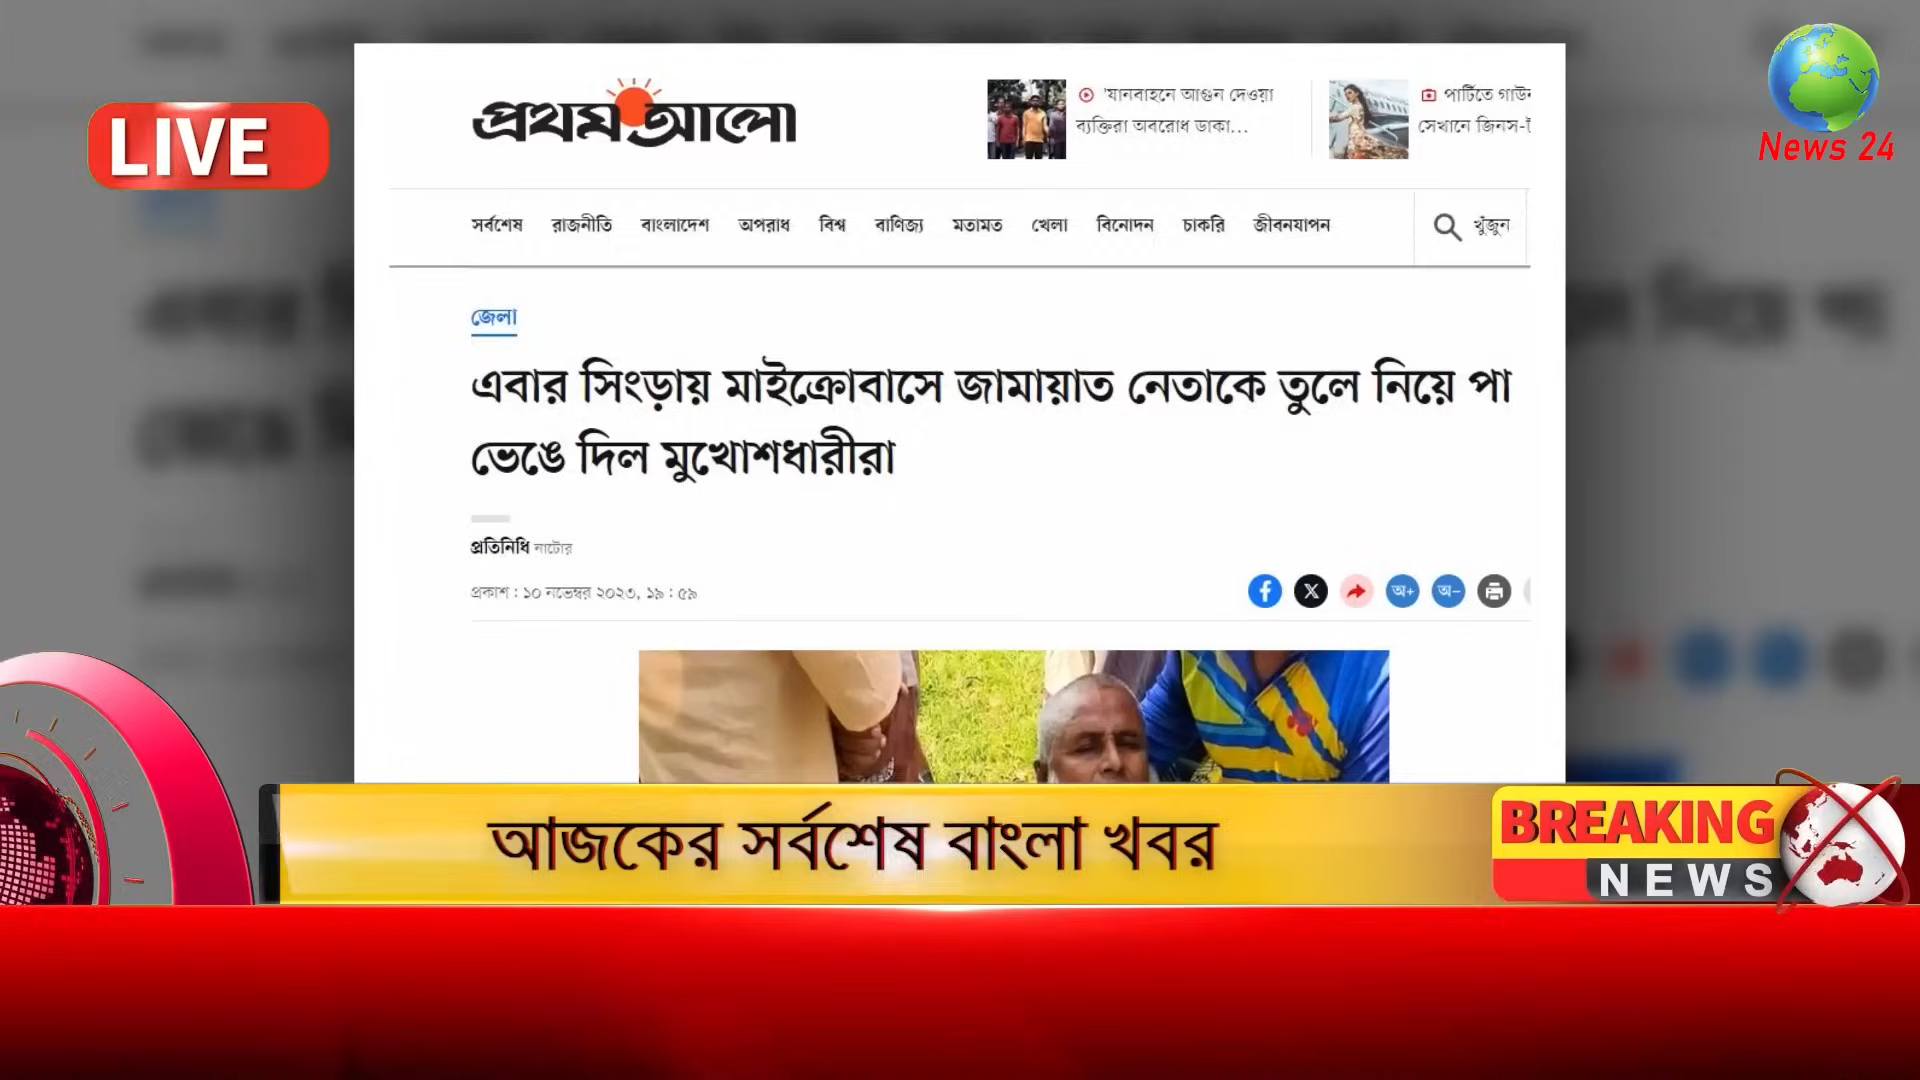 LIVE
News 24
প্রথম আলো
'যানবাহনে আগুন দেওয়া
ব্যক্তিরা অবরোধ ডাকা...
পার্টিতে গাউন
সেখানে জিনস-ট
সর্বশেষ রাজনীতি বাংলাদেশ অপরাধ বিশ্ব বাণিজ্য মতামত খেলা বিনোদন চাকরি জীবনযাপন খুঁজুন
জেলা
এবার সিংড়ায় মাইক্রোবাসে জামায়াত নেতাকে তুলে নিয়ে পা
ভেঙে দিল মুখোশধারীরা
প্রতিনিধি নাটোর
প্রকাশ : ১০ নভেম্বর ২০২৩, ১৯ : ৫৯
অ+ অ−
আজকের সর্বশেষ বাংলা খবর
BREAKING
NEWS